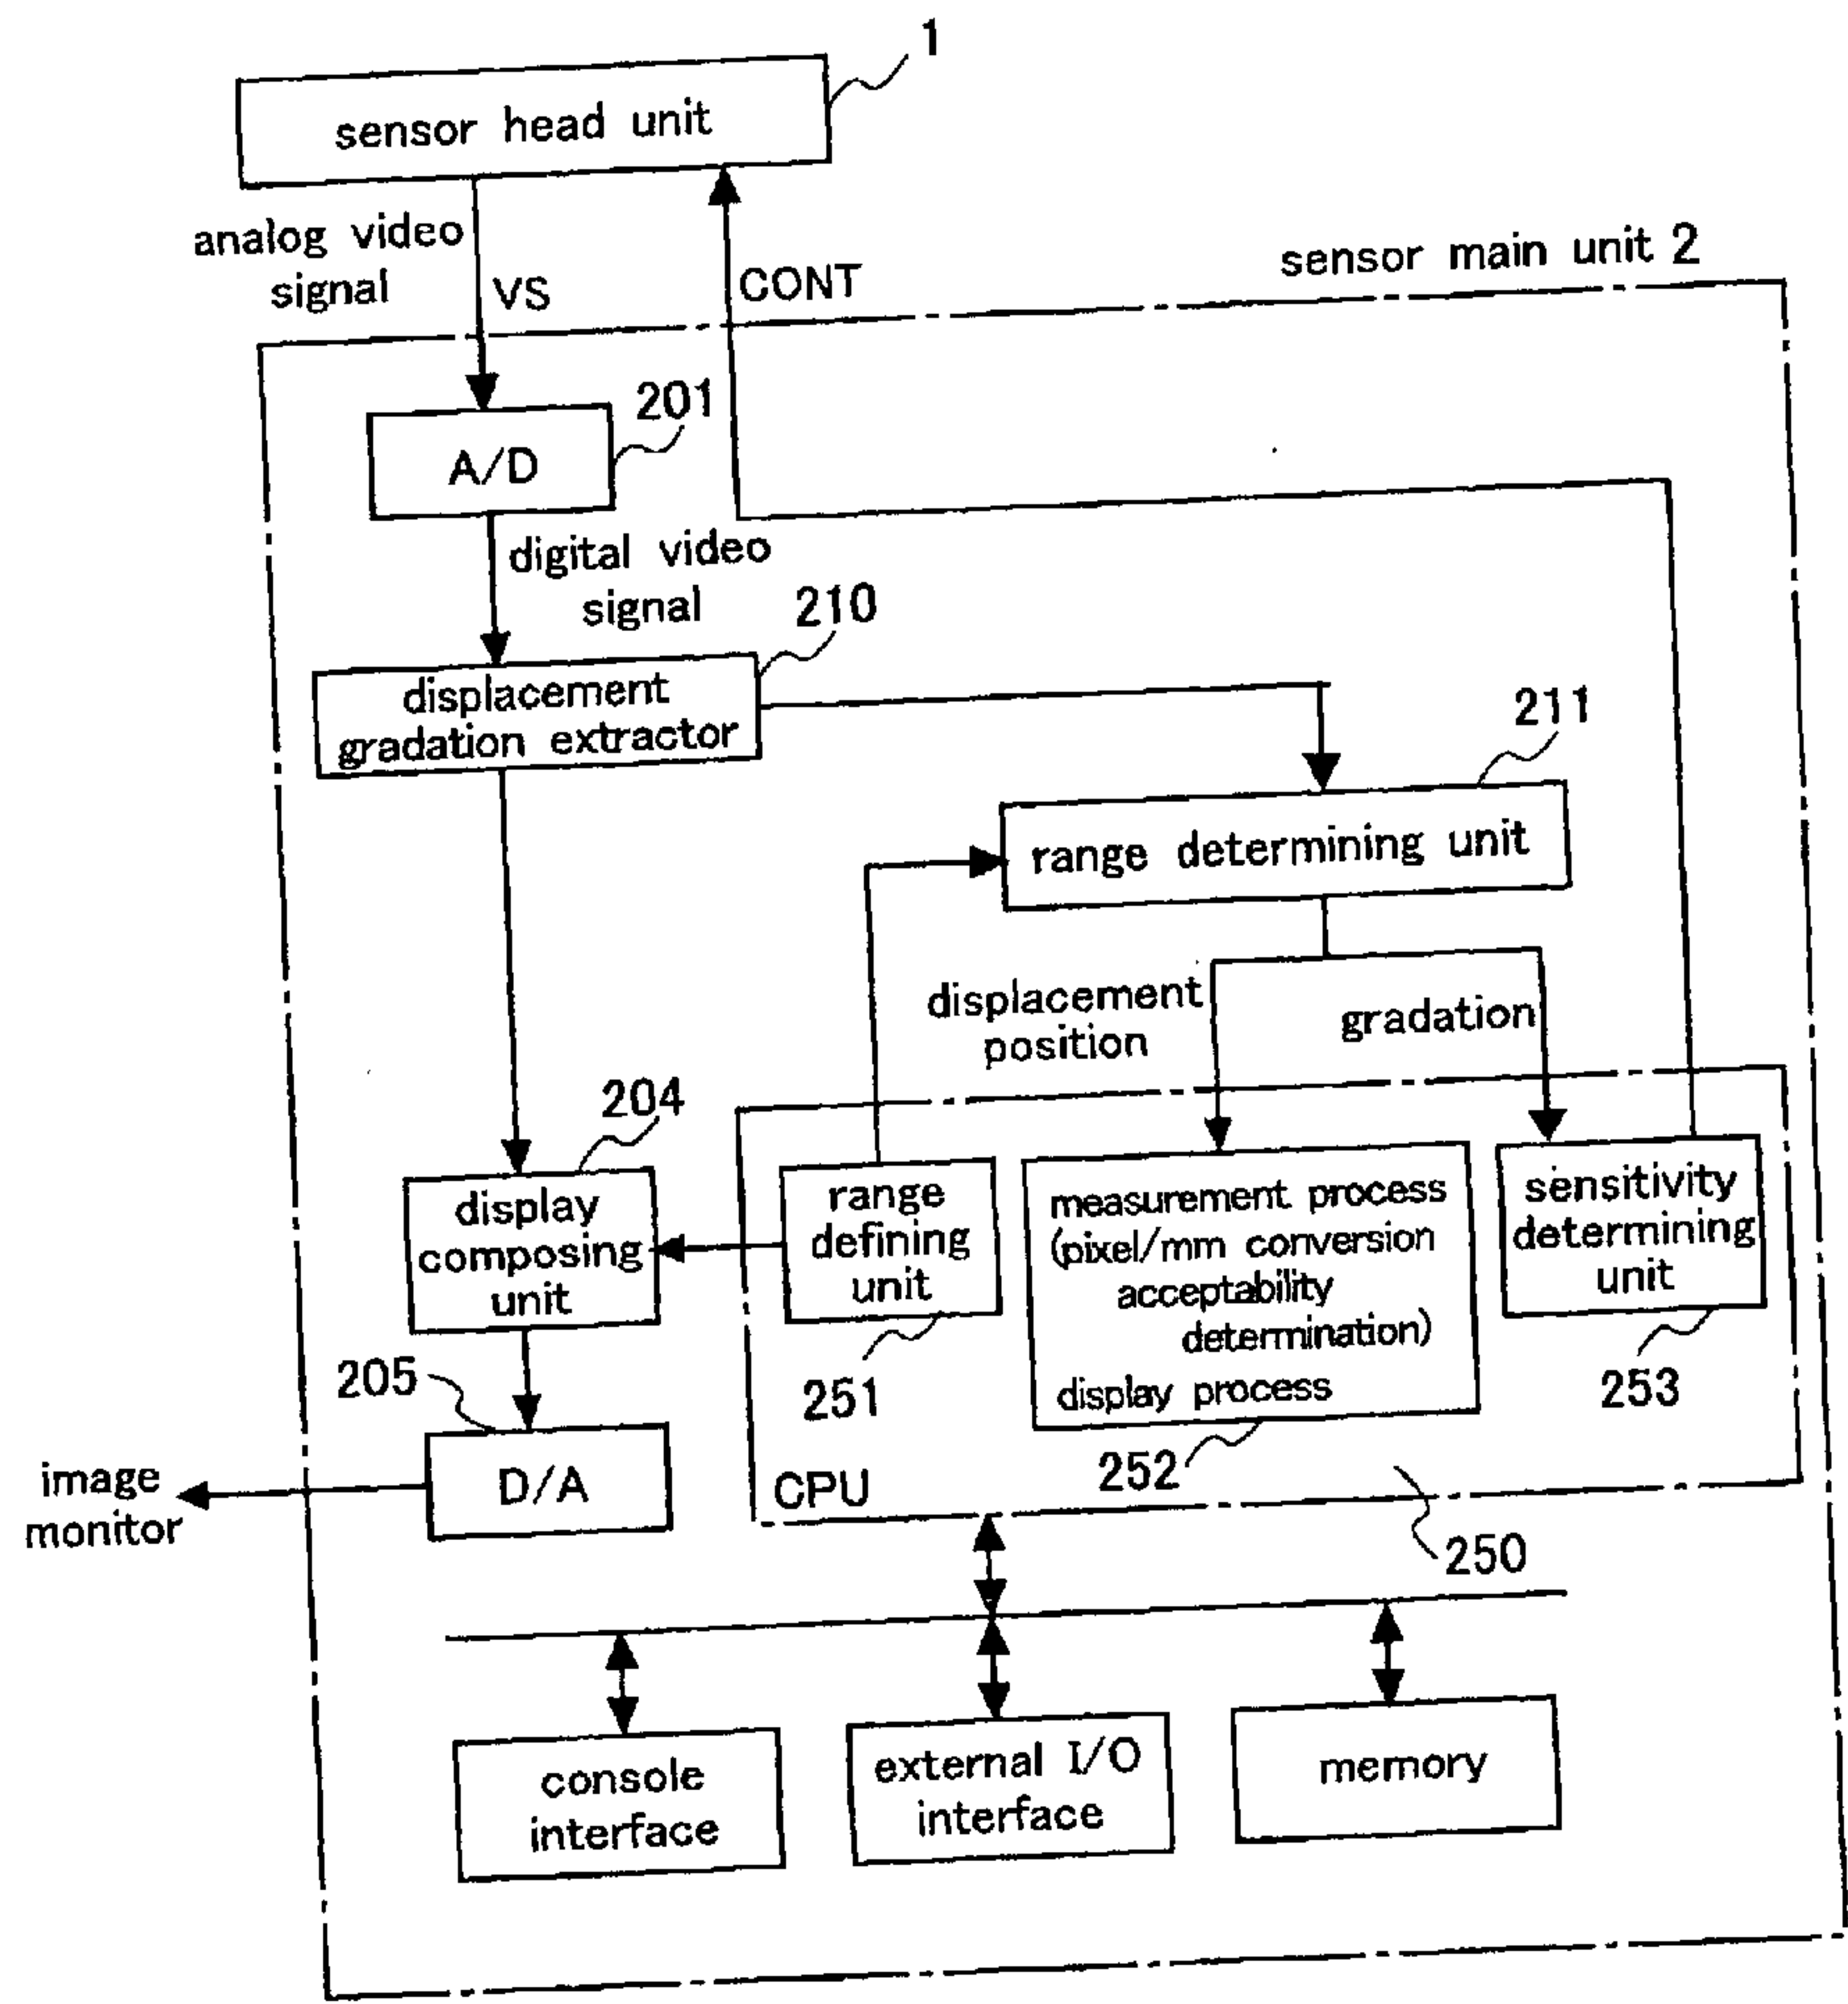 1
sensor head unit
analog video
signal
VS
CONT
sensor main unit 2
201
A/D
digital video
signal
210
displacement
gradation extractor
211
range determining unit
displacement
position
gradation
204
display
composing
unit
range
defining
unit
251
measurement process
(pixel/mm conversion
acceptability
determination)
display process
252
sensitivity
determining
unit
253
205
D/A
image
monitor
CPU
250
console
interface
external I/O
interface
memory